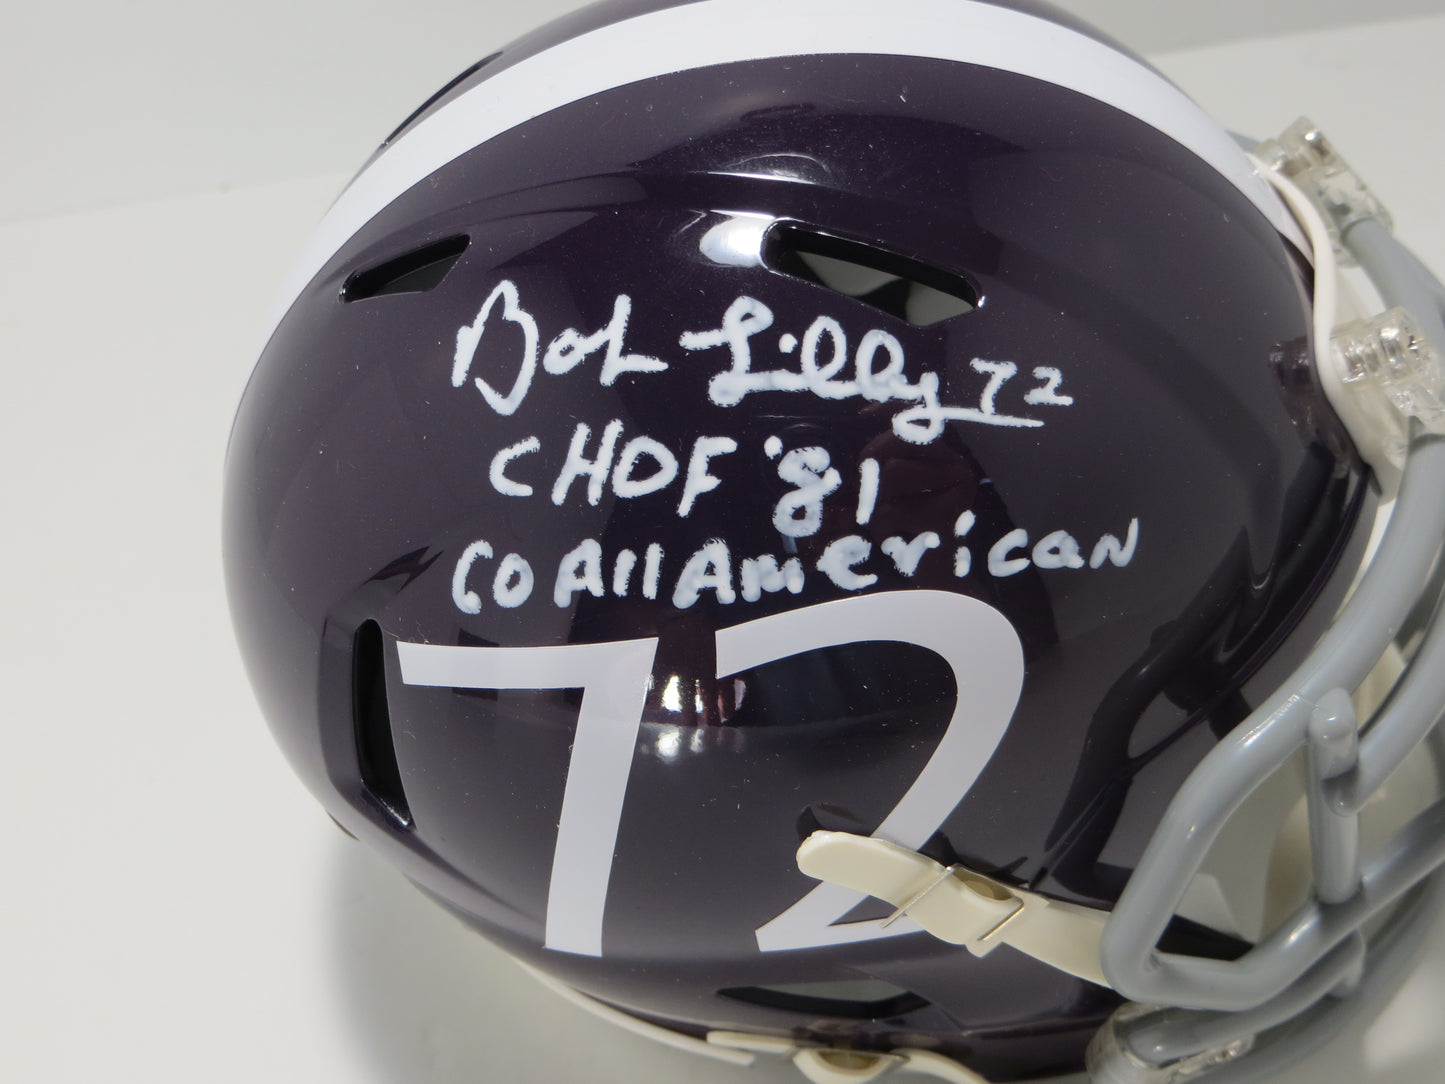 Bob Lilly 72
CHOF '81
60 All American
72